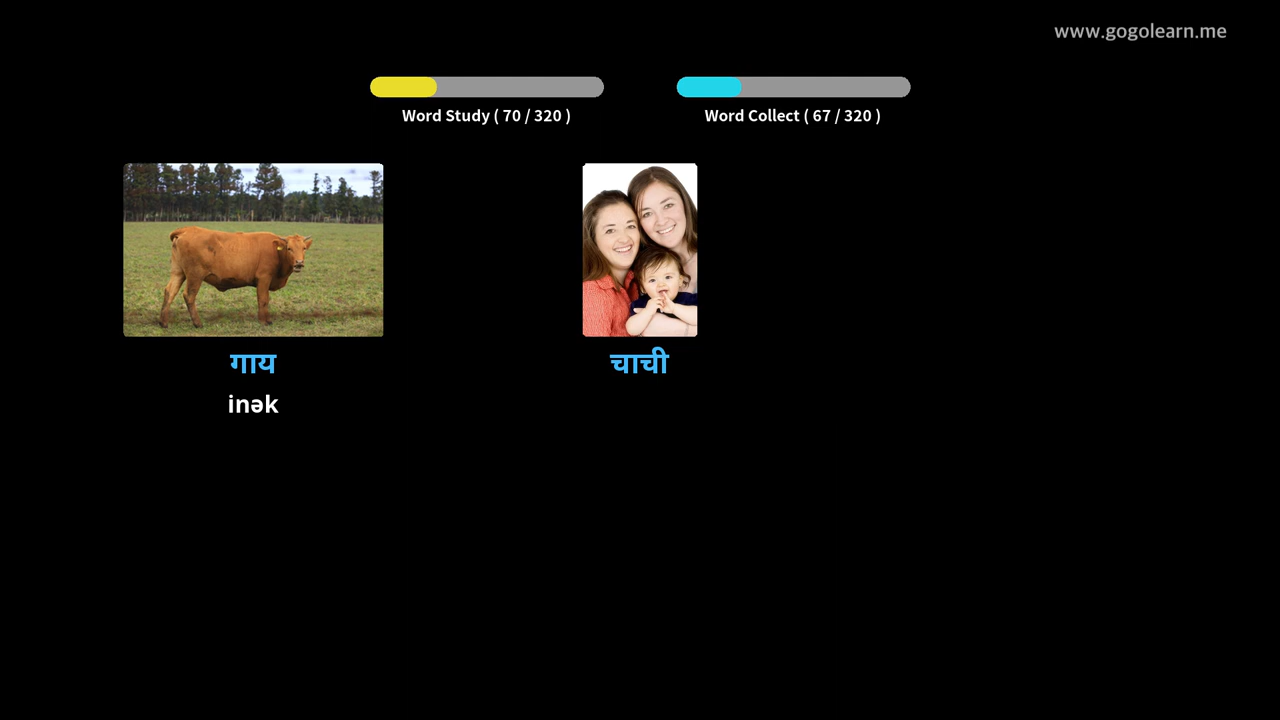 www.gogolearn.me
Word Study ( 70 / 320 )
Word Collect ( 67 / 320 )
गाय
चाची
inək